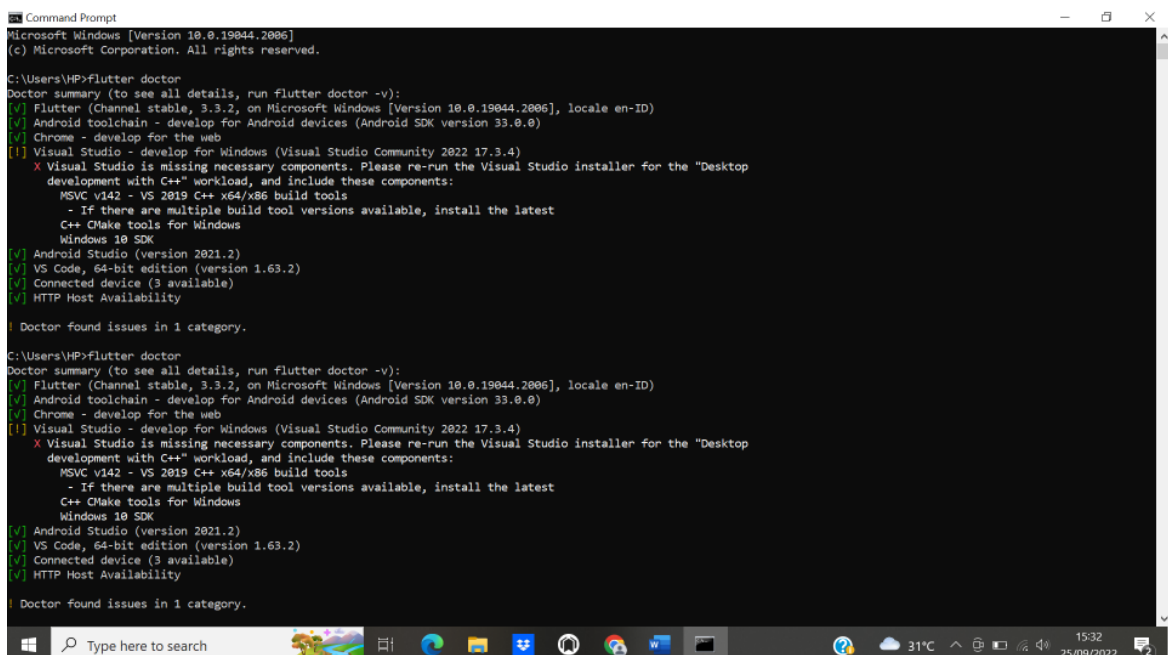 Command Prompt
Microsoft Windows [Version 10.0.19044.2006]
(c) Microsoft Corporation. All rights reserved.
C:\Users\HP>flutter doctor
Doctor summary (to see all details, run flutter doctor -v):
[√] Flutter (Channel stable, 3.3.2, on Microsoft Windows [Version 10.0.19044.2006], locale en-ID)
[√] Android toolchain - develop for Android devices (Android SDK version 33.0.0)
[√] Chrome - develop for the web
[!] Visual Studio - develop for Windows (Visual Studio Community 2022 17.3.4)
X Visual Studio is missing necessary components. Please re-run the Visual Studio installer for the "Desktop
development with C++" workload, and include these components:
MSVC v142 - VS 2019 C++ x64/x86 build tools
- If there are multiple build tool versions available, install the latest
C++ CMake tools for Windows
Windows 10 SDK
[√] Android Studio (version 2021.2)
[√] VS Code, 64-bit edition (version 1.63.2)
[√] Connected device (3 available)
[√] HTTP Host Availability
! Doctor found issues in 1 category.
C:\Users\HP>flutter doctor
Doctor summary (to see all details, run flutter doctor -v):
[√] Flutter (Channel stable, 3.3.2, on Microsoft Windows [Version 10.0.19044.2006], locale en-ID)
[√] Android toolchain - develop for Android devices (Android SDK version 33.0.0)
[√] Chrome - develop for the web
[!] Visual Studio - develop for Windows (Visual Studio Community 2022 17.3.4)
X Visual Studio is missing necessary components. Please re-run the Visual Studio installer for the "Desktop
development with C++" workload, and include these components:
MSVC v142 - VS 2019 C++ x64/x86 build tools
- If there are multiple build tool versions available, install the latest
C++ CMake tools for Windows
Windows 10 SDK
[√] Android Studio (version 2021.2)
[√] VS Code, 64-bit edition (version 1.63.2)
[√] Connected device (3 available)
[√] HTTP Host Availability
! Doctor found issues in 1 category.
Type here to search
31°C
15:32
25/09/2022